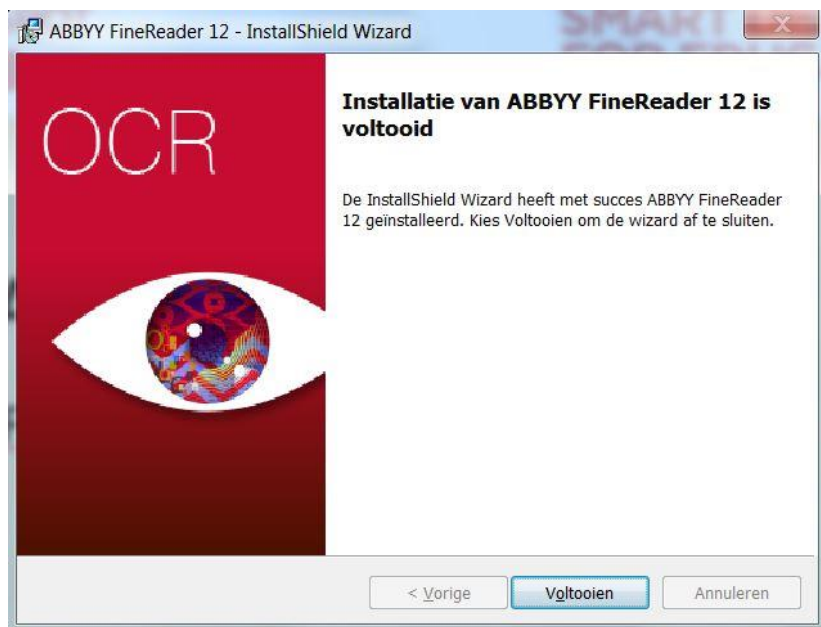 ABBYY FineReader 12 - InstallShield Wizard
OCR
Installatie van ABBYY FineReader 12 is
voltooid
De InstallShield Wizard heeft met succes ABBYY FineReader
12 geïnstalleerd. Kies Voltooien om de wizard af te sluiten.
< Vorige
Voltooien
Annuleren